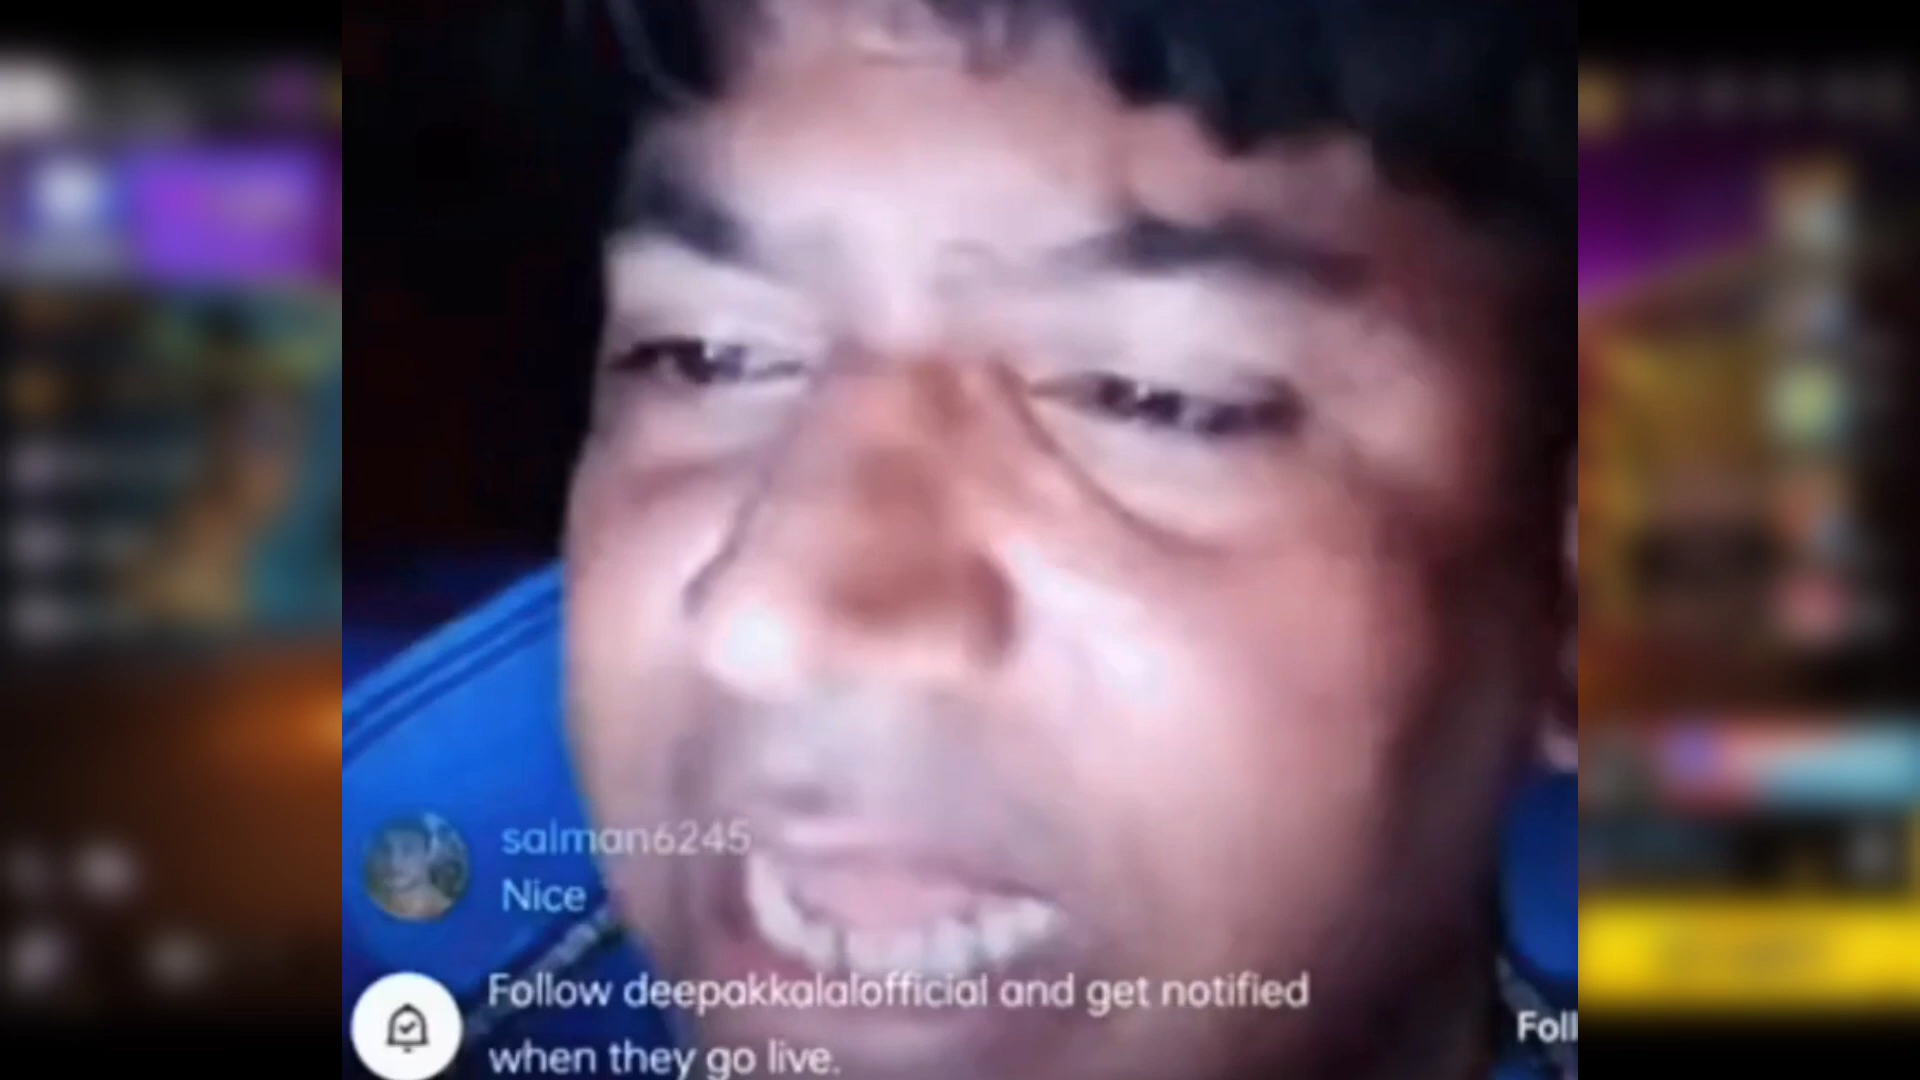 salman6245
Nice
Follow deepakkalalofficial and get notified
when they go live.
Foll